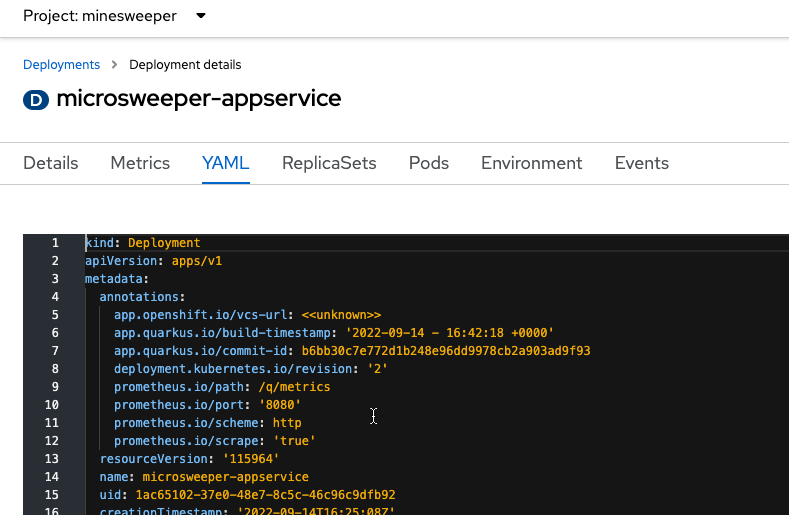 Project: minesweeper
Deployments > Deployment details
D microsweeper-appservice
Details Metrics YAML ReplicaSets Pods Environment Events
1 kind: Deployment
2 apiVersion: apps/v1
3 metadata:
4 annotations:
5 app.openshift.io/vcs-url: <<unknown>>
6 app.quarkus.io/build-timestamp: '2022-09-14 - 16:42:18 +0000'
7 app.quarkus.io/commit-id: b6bb30c7e772d1b248e96dd9978cb2a903ad9f93
8 deployment.kubernetes.io/revision: '2'
9 prometheus.io/path: /q/metrics
10 prometheus.io/port: '8080'
11 prometheus.io/scheme: http
12 prometheus.io/scrape: 'true'
13 resourceVersion: '115964'
14 name: microsweeper-appservice
15 uid: 1ac65102-37e0-48e7-8c5c-46c96c9dfb92
16 creationTimestamp: '2022-09-14T16:25:08Z'